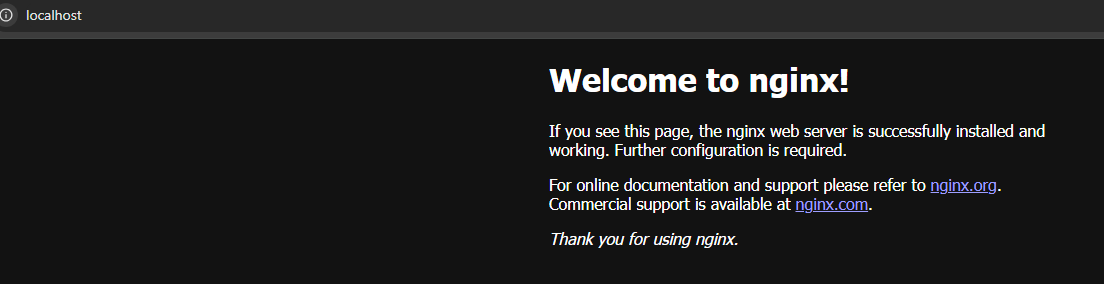 localhost
Welcome to nginx!
If you see this page, the nginx web server is successfully installed and
working. Further configuration is required.
For online documentation and support please refer to nginx.org.
Commercial support is available at nginx.com.
Thank you for using nginx.